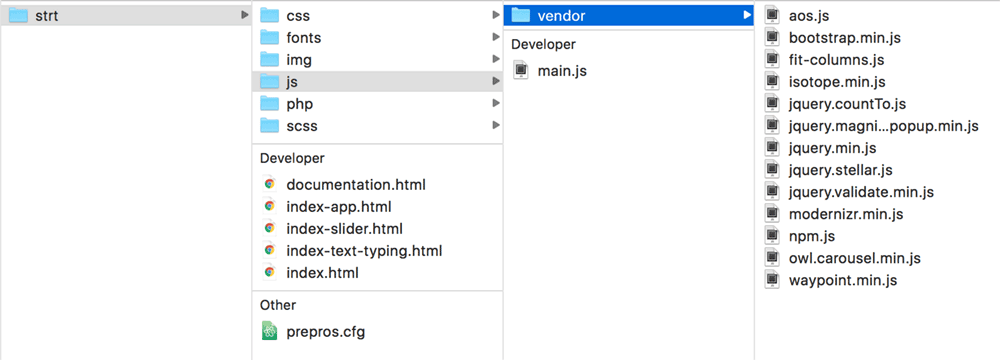 strt
css
fonts
img
js
php
scss
Developer
documentation.html
index-app.html
index-slider.html
index-text-typing.html
index.html
Other
prepros.cfg
vendor
Developer
main.js
aos.js
bootstrap.min.js
fit-columns.js
isotope.min.js
jquery.countTo.js
jquery.magni...popup.min.js
jquery.min.js
jquery.stellar.js
jquery.validate.min.js
modernizr.min.js
npm.js
owl.carousel.min.js
waypoint.min.js